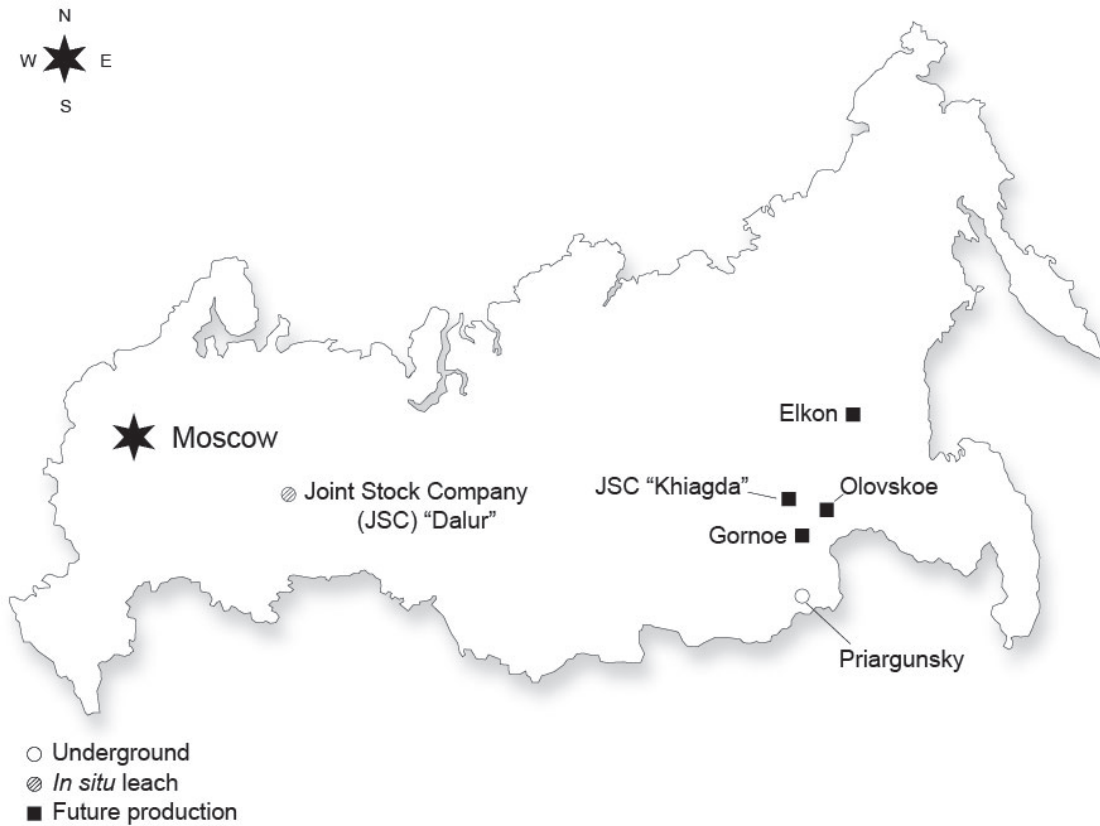 N
W E
S
Moscow
Elkon
JSC “Khiagda”
Olovskoe
Joint Stock Company
(JSC) “Dalur”
Gornoe
Priargunsky
Underground
In situ leach
Future production